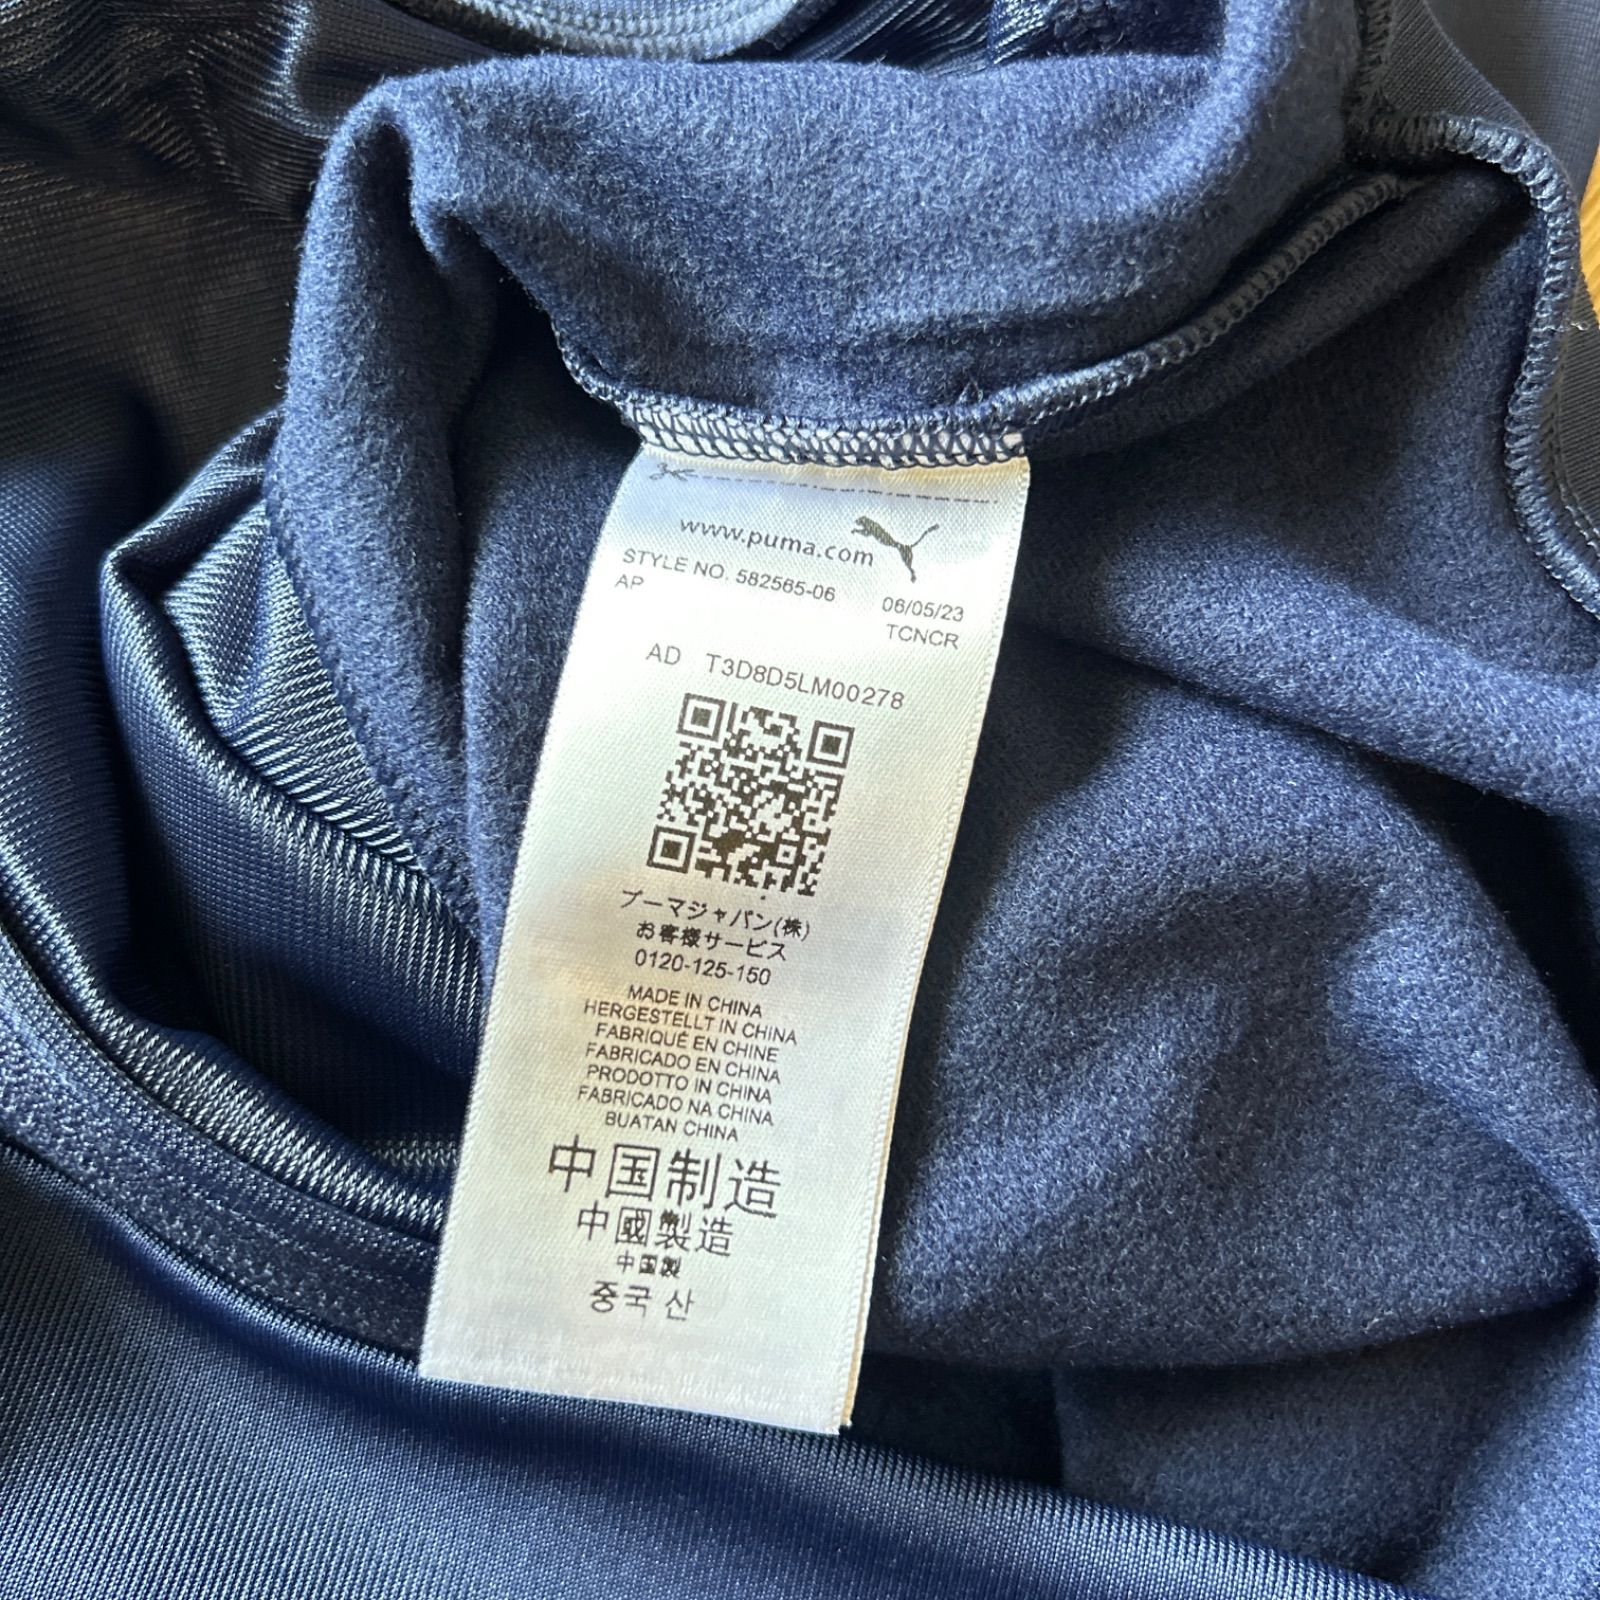 www.puma.com
STYLE NO. 582565-06
AP
06/05/23
TCNCR
AD T3D8D5LM00278
プーマジャパン(株)
お客様サービス
0120-125-150
MADE IN CHINA
HERGESTELLT IN CHINA
FABRIQUÉ EN CHINE
FABRICADO EN CHINA
PRODOTTO IN CHINA
FABRICADO NA CHINA
BUATAN CHINA
中国制造
中國製造
中国製
중국 산